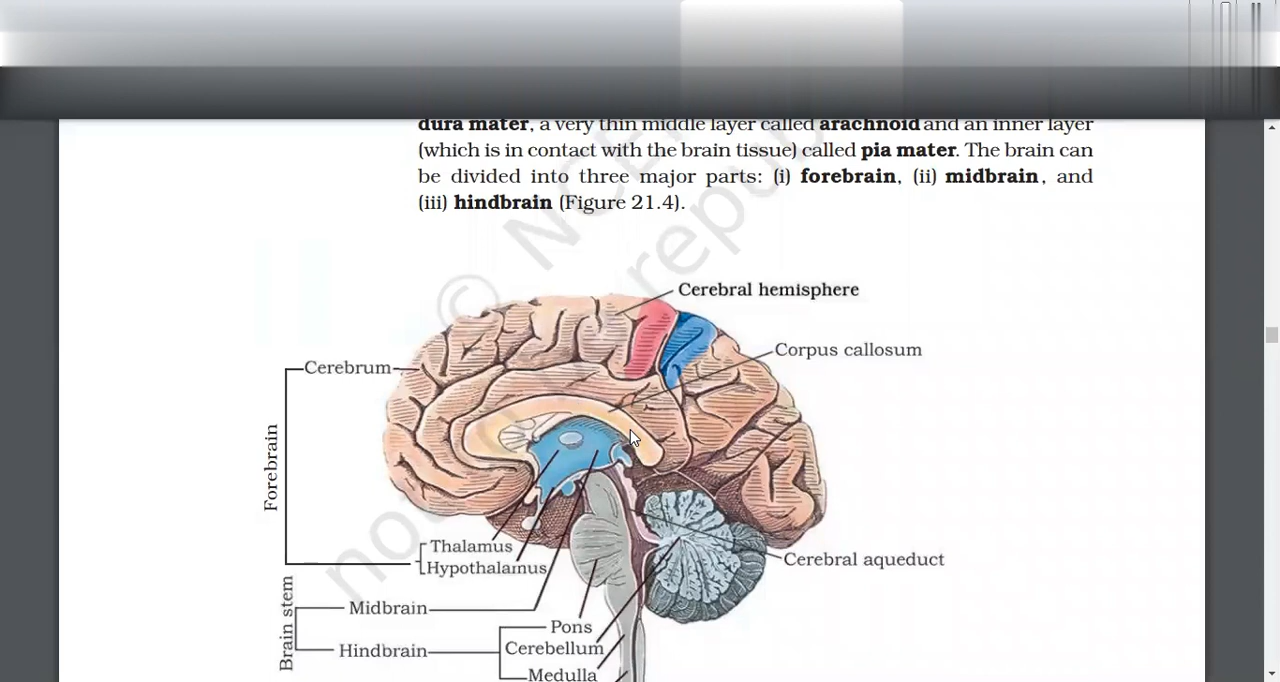 dura mater, a very thin middle layer called arachnoid and an inner layer
(which is in contact with the brain tissue) called pia mater. The brain can
be divided into three major parts: (i) forebrain, (ii) midbrain, and
(iii) hindbrain (Figure 21.4).
© NCE
republ
no
Cerebral hemisphere
Corpus callosum
Cerebrum
Forebrain
Thalamus
Hypothalamus
Cerebral aqueduct
Brain stem
Midbrain
Pons
Hindbrain
Cerebellum
Medulla